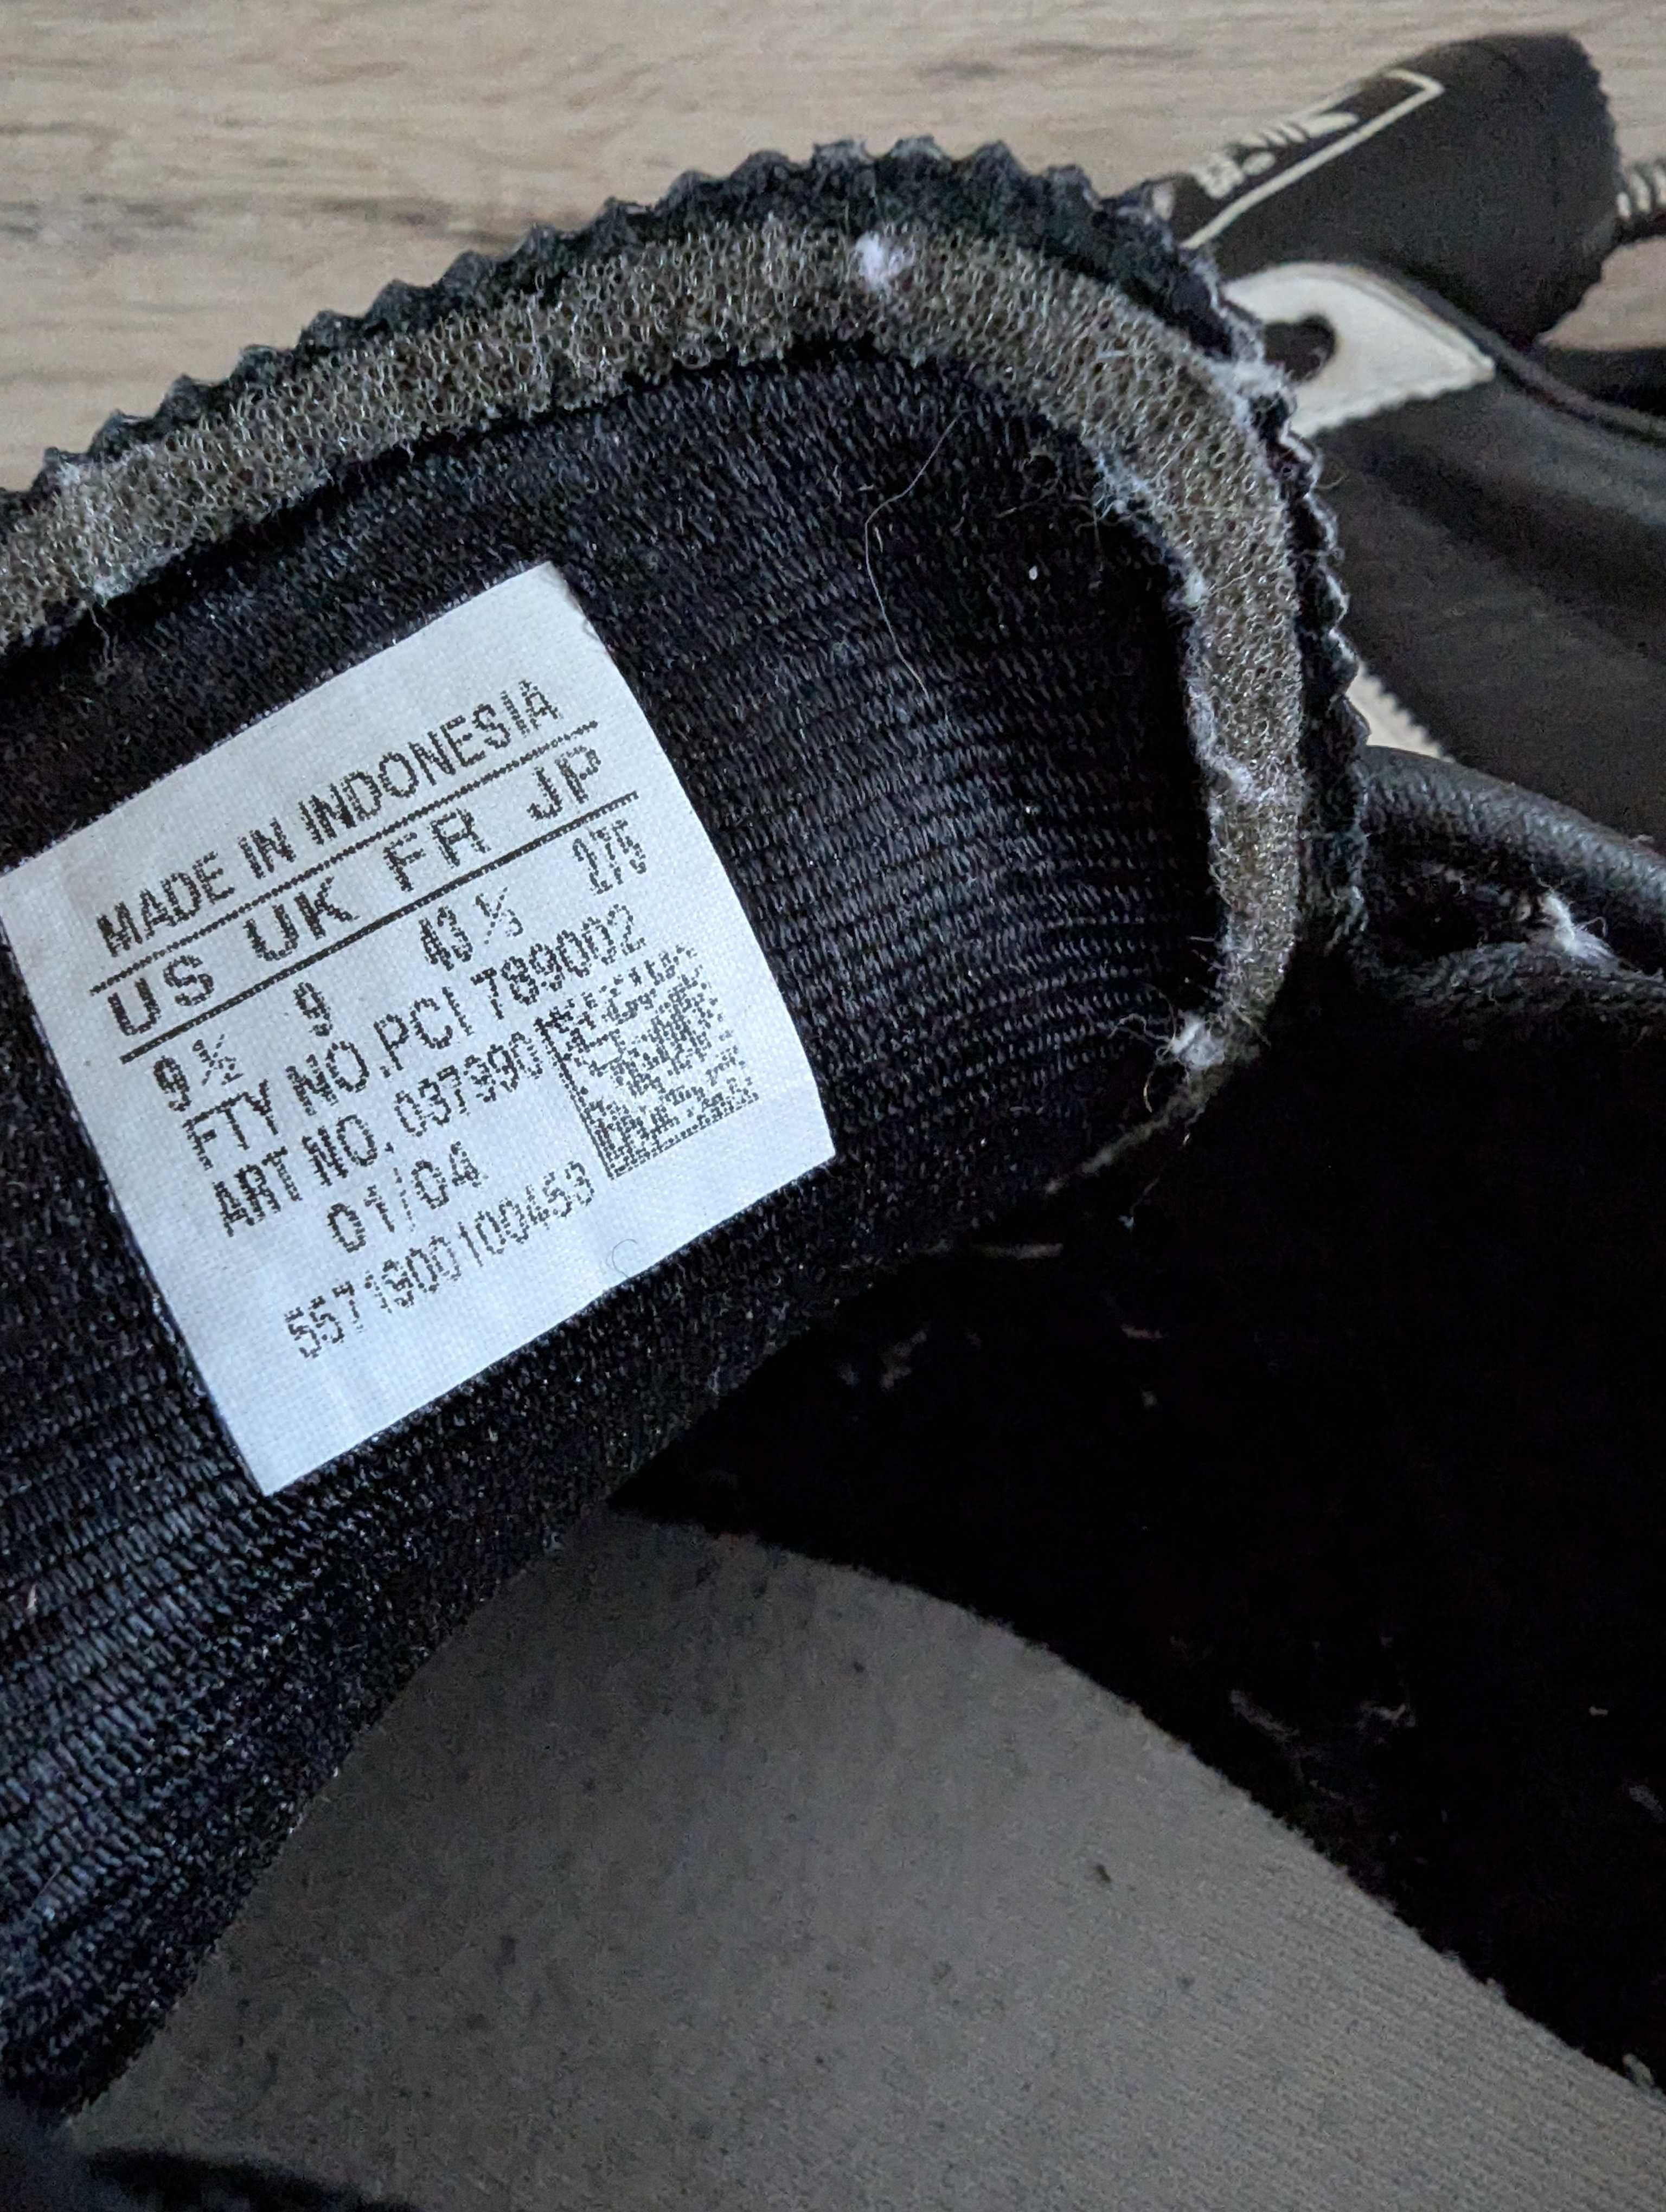 MADE IN INDONESIA
US UK FR JP
9½ 9 43⅓ 275
FTY NO.PCI 789002
ART NO. 037990
01/04
5571900100453